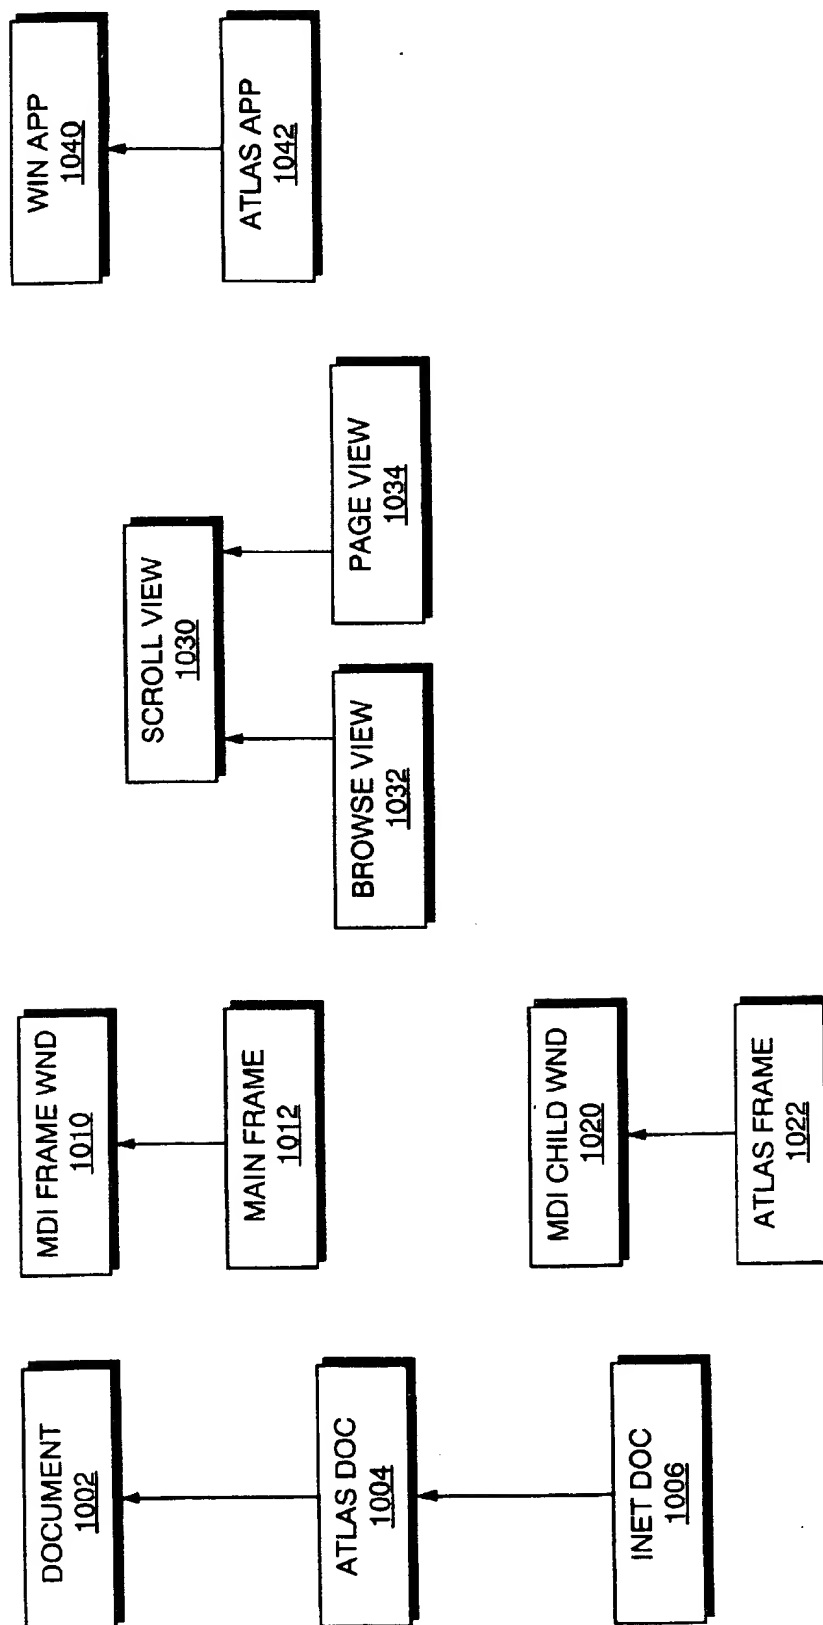 DOCUMENT
1002
ATLAS DOC
1004
INET DOC
1006
MDI FRAME WND
1010
MAIN FRAME
1012
MDI CHILD WND
1020
ATLAS FRAME
1022
SCROLL VIEW
1030
BROWSE VIEW
1032
PAGE VIEW
1034
WIN APP
1040
ATLAS APP
1042